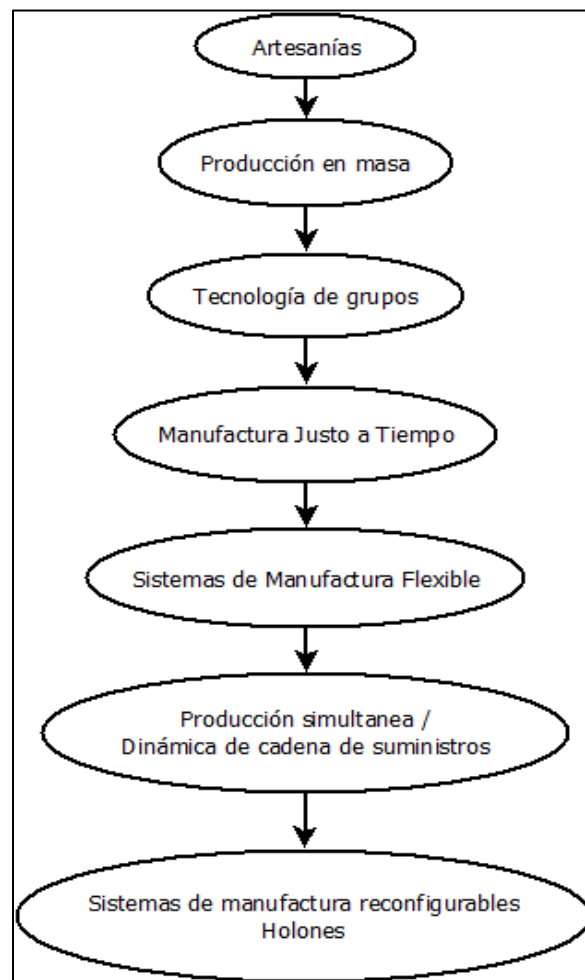 Artesanías
Producción en masa
Tecnología de grupos
Manufactura Justo a Tiempo
Sistemas de Manufactura Flexible
Producción simultanea /
Dinámica de cadena de suministros
Sistemas de manufactura reconfigurables
Holones